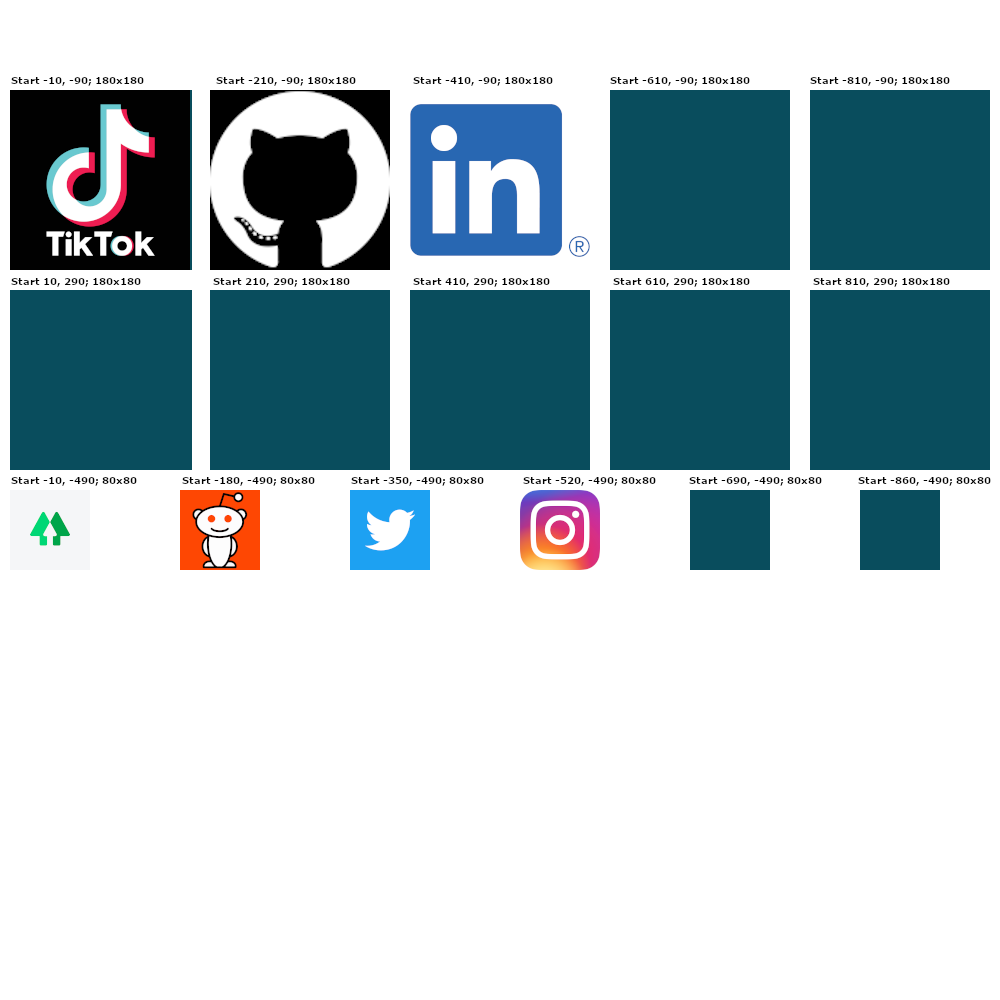 Start -10, -90; 180x180
Start -210, -90; 180x180
Start -410, -90; 180x180
Start -610, -90; 180x180
Start -810, -90; 180x180
TikTok
in
®
Start 10, 290; 180x180
Start 210, 290; 180x180
Start 410, 290; 180x180
Start 610, 290; 180x180
Start 810, 290; 180x180
Start -10, -490; 80x80
Start -180, -490; 80x80
Start -350, -490; 80x80
Start -520, -490; 80x80
Start -690, -490; 80x80
Start -860, -490; 80x80